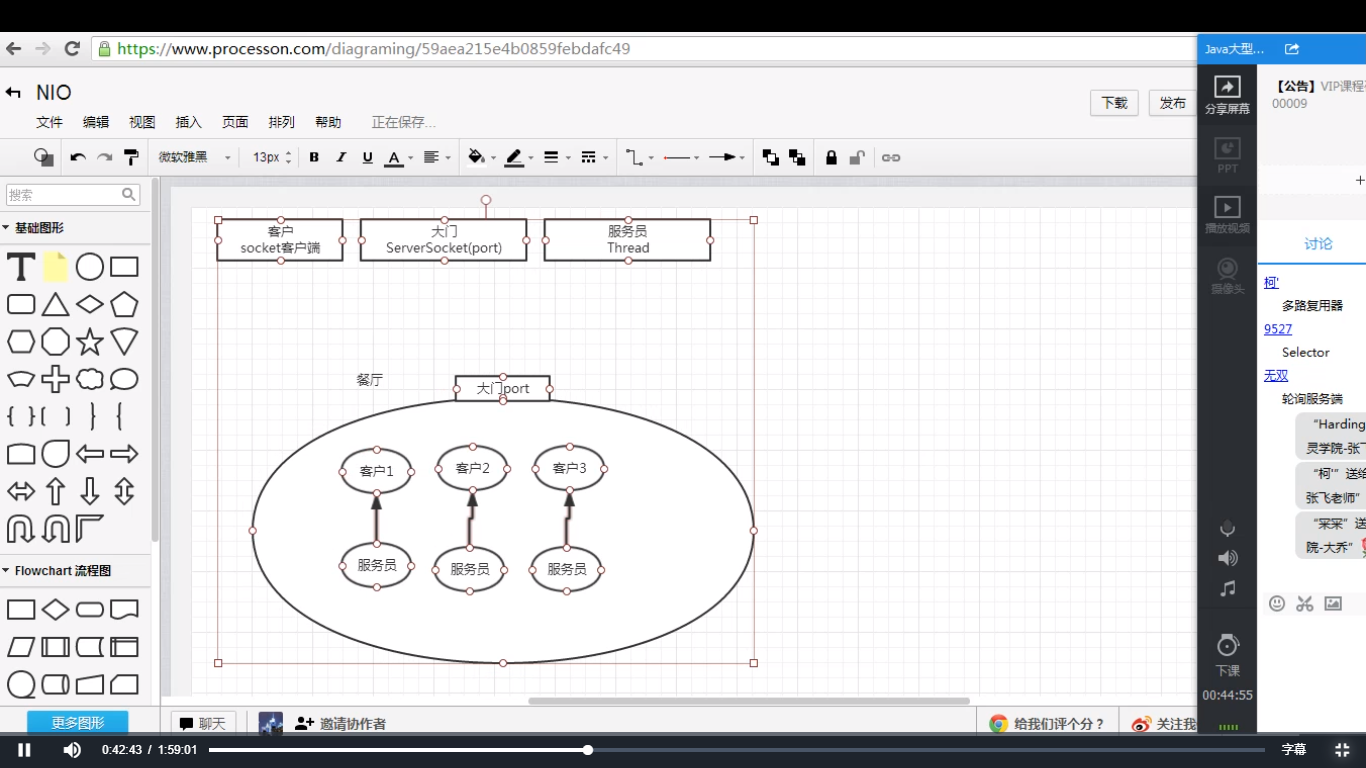 https://www.processon.com/diagraming/59aea215e4b0859febdafc49
Java大型...
NIO
下载
发布
文件 编辑 视图 插入 页面 排列 帮助 正在保存...
微软雅黑 13px B I U A
搜索
基础图形
T
Flowchart 流程图
更多图形
客户
socket客户端
大门
ServerSocket(port)
服务员
Thread
餐厅
大门port
客户1
客户2
客户3
服务员
服务员
服务员
聊天
邀请协作者
给我们评个分？
关注我
分享屏幕
PPT
播放视频
摄像头
下课
00:44:55
【公告】VIP课程
00009
讨论
柯'
多路复用器
9527
Selector
无双
轮询服务端
“Harding
灵学院-张飞
“柯'” 送给
张飞老师”
“寀寀” 送
院-大乔”
0:42:43 / 1:59:01
字幕